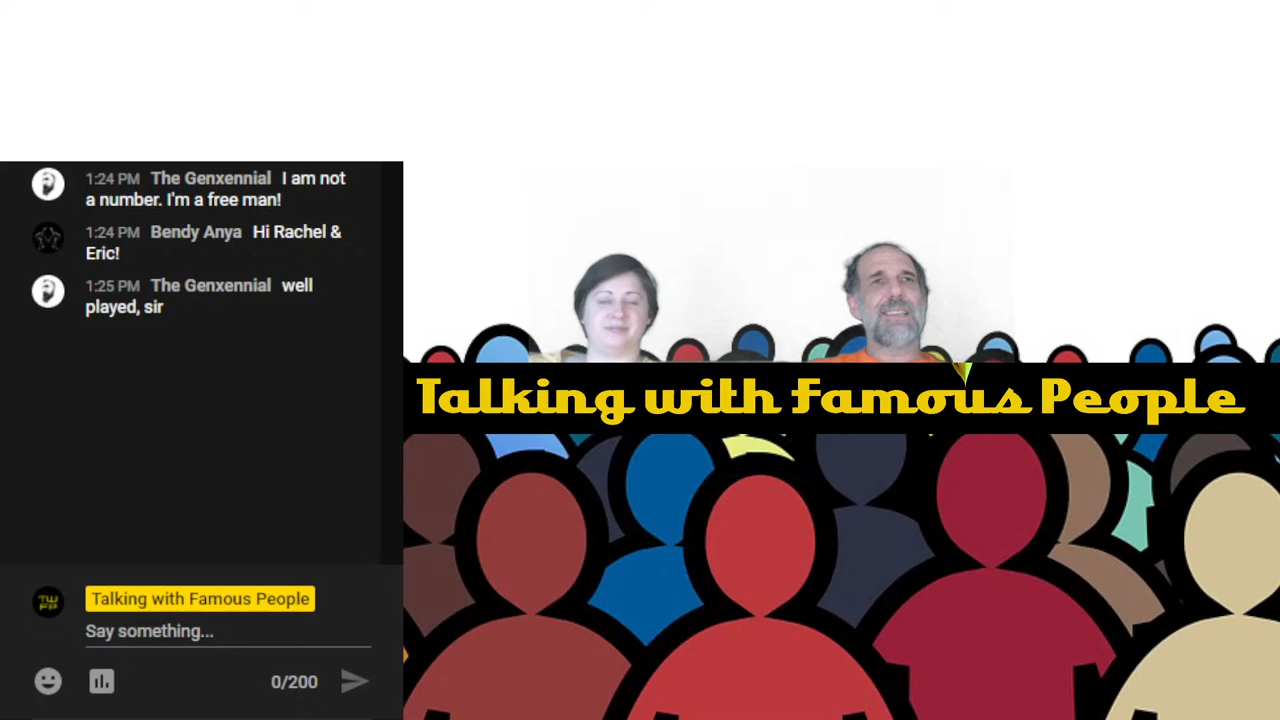 1:24 PM The Genxennial I am not
a number. I'm a free man!
1:24 PM Bendy Anya Hi Rachel &
Eric!
1:25 PM The Genxennial well
played, sir
Talking with Famous People
TW
FP
Talking with Famous People
Say something...
0/200